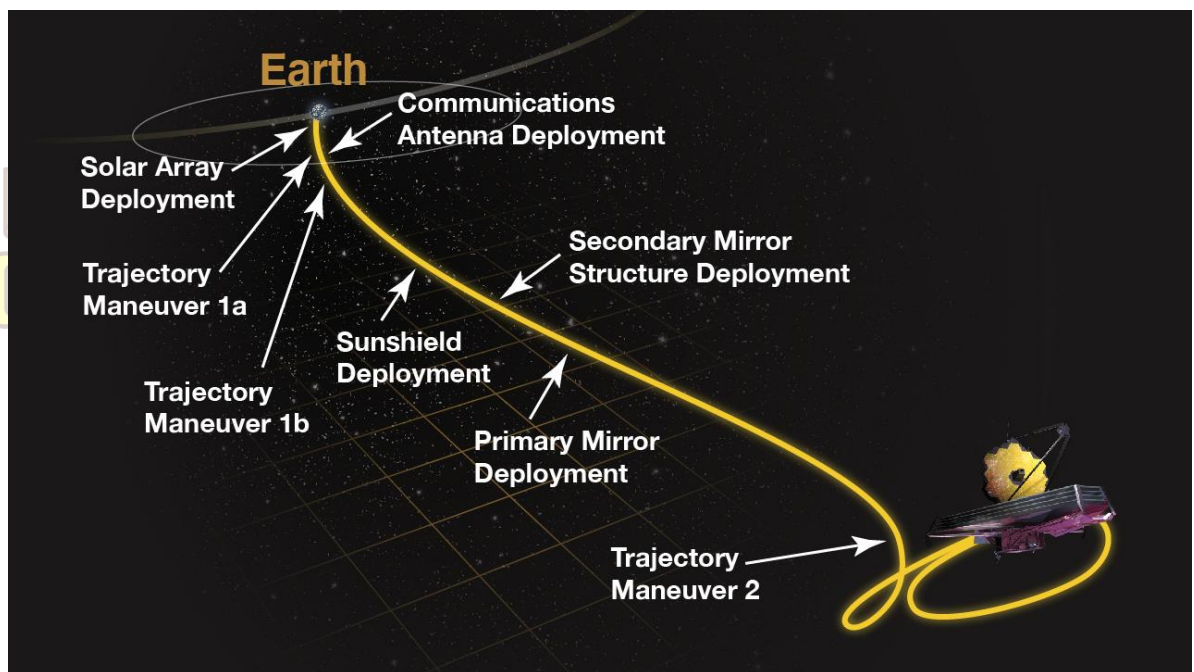 Earth
Communications
Antenna Deployment
Solar Array
Deployment
Trajectory
Maneuver 1a
Secondary Mirror
Structure Deployment
Sunshield
Deployment
Trajectory
Maneuver 1b
Primary Mirror
Deployment
Trajectory
Maneuver 2